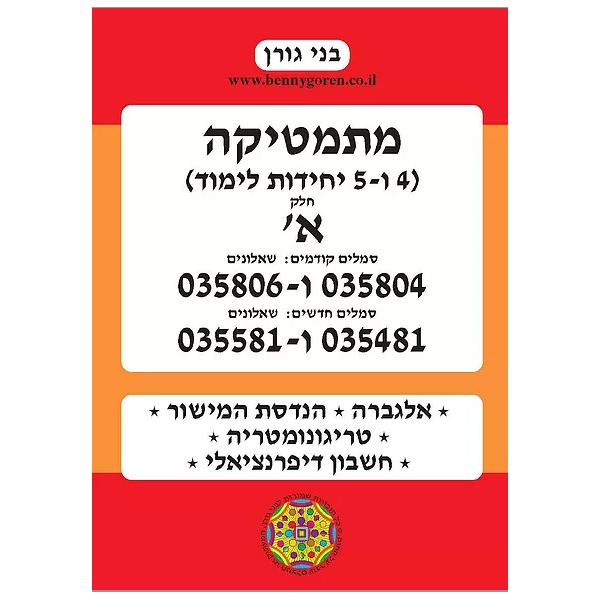 בני גורן
www.bennygoren.co.il
מתמטיקה
(4 ו-5 יחידות לימוד)
חלק
א'
סמלים קודמים: שאלונים
035804 ו-035806
סמלים חדשים: שאלונים
035481 ו-035581
★ אלגברה ★ הנדסת המישור ★
★ טריגונומטריה ★
★ חשבון דיפרנציאלי ★